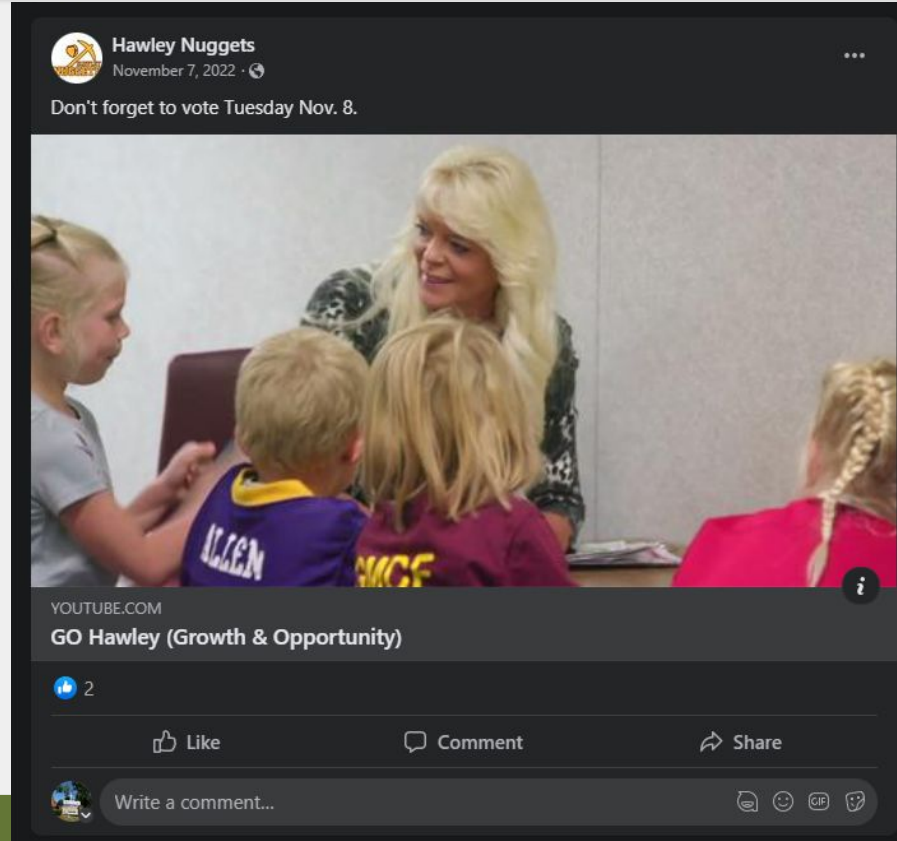 Hawley Nuggets
November 7, 2022
Don't forget to vote Tuesday Nov. 8.
ALLEN
YOUTUBE.COM
GO Hawley (Growth & Opportunity)
2
Like Comment Share
Write a comment...
GIF